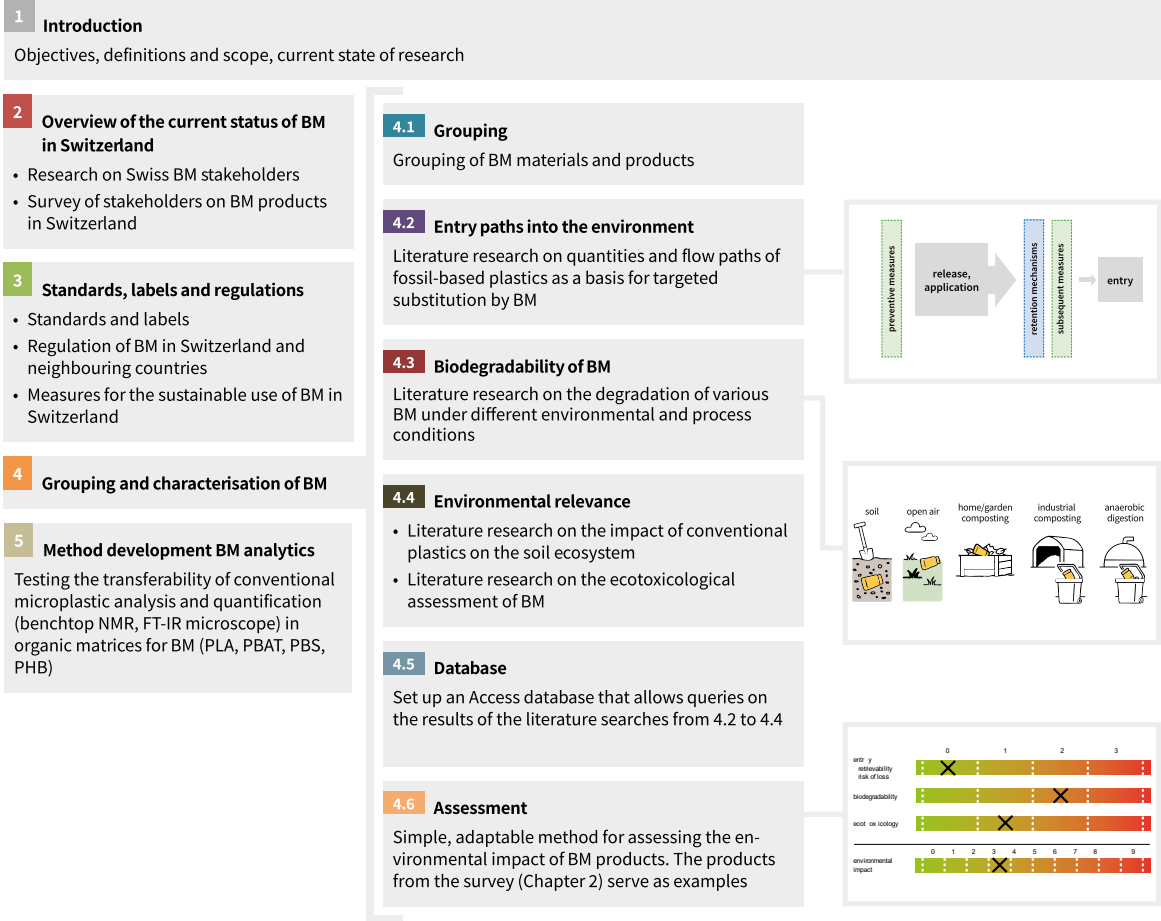 1
Introduction
Objectives, definitions and scope, current state of research
2
Overview of the current status of BM
in Switzerland
• Research on Swiss BM stakeholders
• Survey of stakeholders on BM products
in Switzerland
3
Standards, labels and regulations
• Standards and labels
• Regulation of BM in Switzerland and
neighbouring countries
• Measures for the sustainable use of BM in
Switzerland
4
Grouping and characterisation of BM
5
Method development BM analytics
Testing the transferability of conventional
microplastic analysis and quantification
(benchtop NMR, FT-IR microscope) in
organic matrices for BM (PLA, PBAT, PBS,
PHB)
4.1
Grouping
Grouping of BM materials and products
4.2
Entry paths into the environment
Literature research on quantities and flow paths of
fossil-based plastics as a basis for targeted
substitution by BM
4.3
Biodegradability of BM
Literature research on the degradation of various
BM under different environmental and process
conditions
4.4
Environmental relevance
• Literature research on the impact of conventional
plastics on the soil ecosystem
• Literature research on the ecotoxicological
assessment of BM
4.5
Database
Set up an Access database that allows queries on
the results of the literature searches from 4.2 to 4.4
4.6
Assessment
Simple, adaptable method for assessing the en-
vironmental impact of BM products. The products
from the survey (Chapter 2) serve as examples
preventive measures
release,
application
retention mechanisms
subsequent measures
entry
soil
open air
home/garden
composting
industrial
composting
anaerobic
digestion
0 1 2 3
entr y
retrievability
risk of loss
biodegradability
ecot ox icology
0 1 2 3 4 5 6 7 8 9
environmental
impact